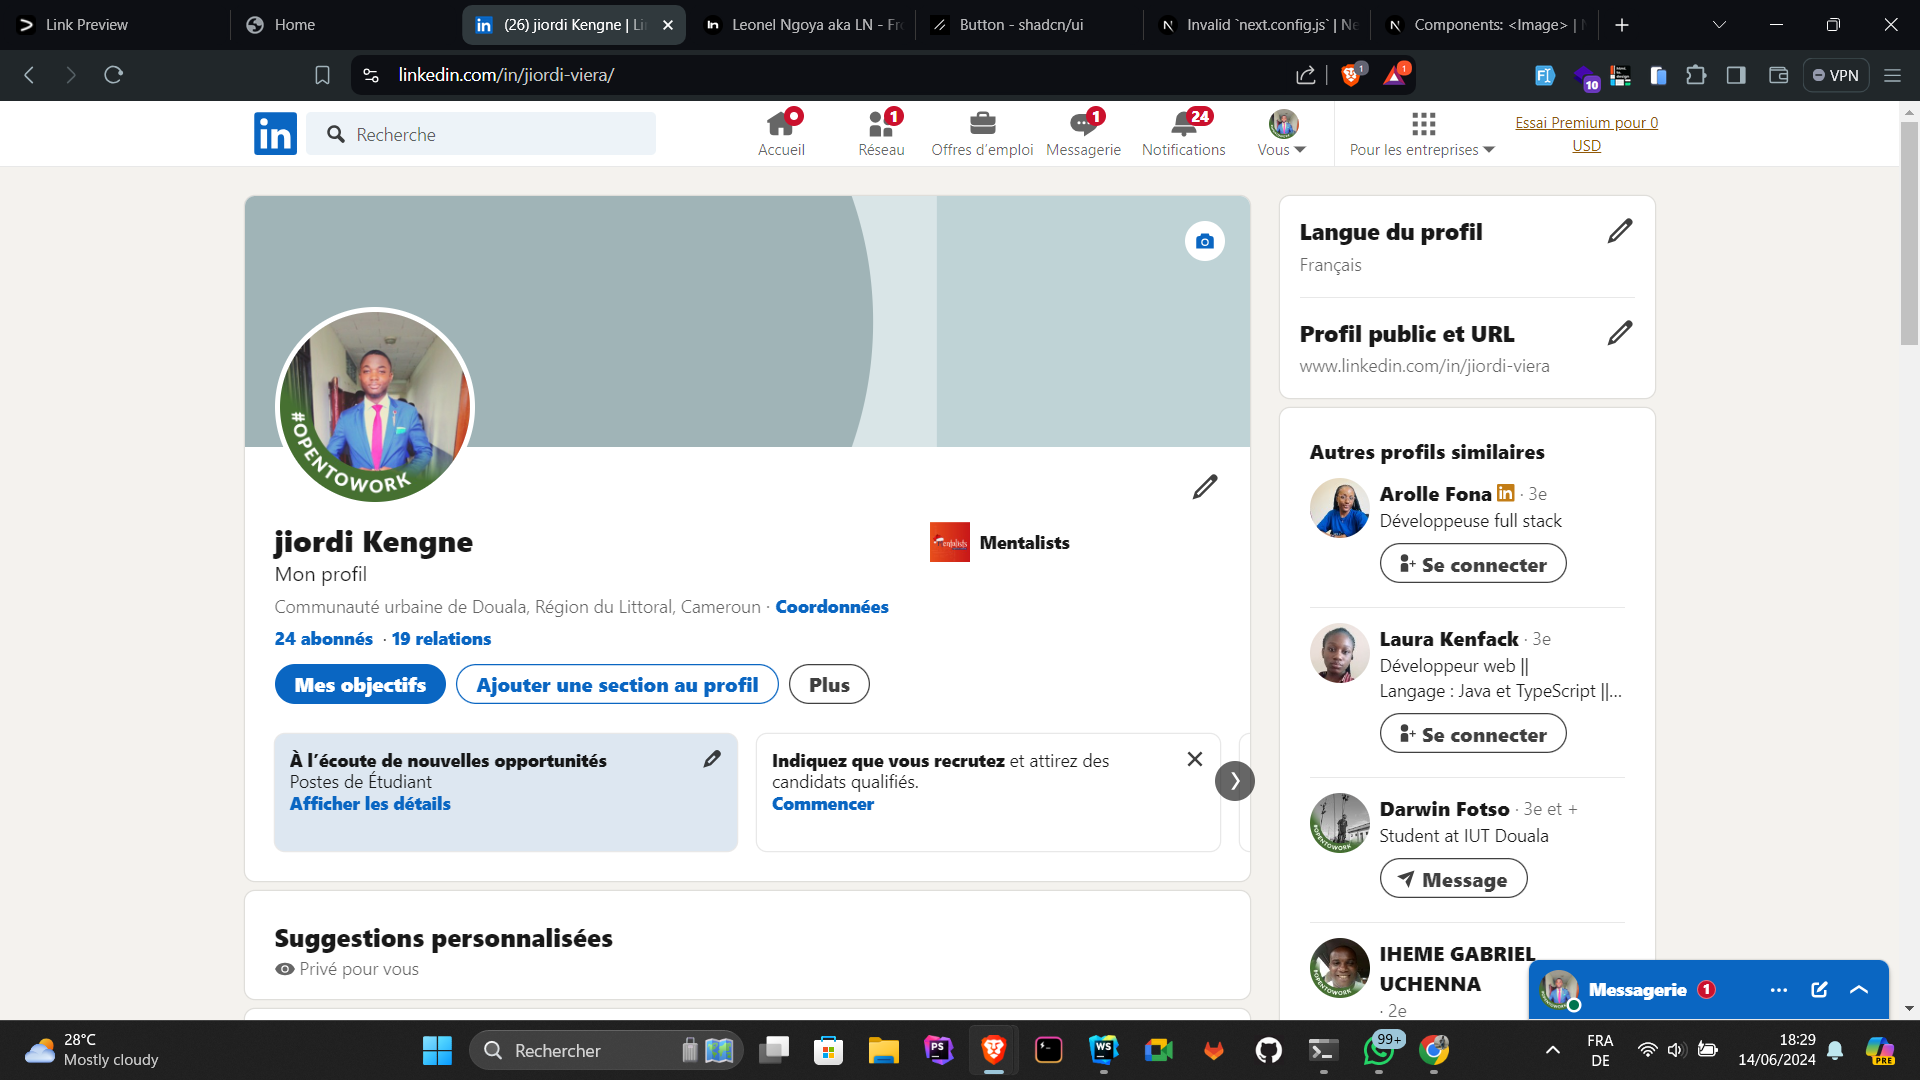 Link Preview
Home
(26) jiordi Kengne | Li
Leonel Ngoya aka LN - Fr
Button - shadcn/ui
Invalid `next.config.js` | Ne
Components: <Image> |
linkedin.com/in/jiordi-viera/
1
1
10
VPN
in
Recherche
Accueil
1
Réseau
Offres d'emploi
1
Messagerie
24
Notifications
Vous
Pour les entreprises
Essai Premium pour 0
USD
#OPENTOWORK
jiordi Kengne
Mon profil
Communauté urbaine de Douala, Région du Littoral, Cameroun · Coordonnées
24 abonnés · 19 relations
Mentalists
Mes objectifs
Ajouter une section au profil
Plus
À l'écoute de nouvelles opportunités
Postes de Étudiant
Afficher les détails
Indiquez que vous recrutez et attirez des
candidats qualifiés.
Commencer
Suggestions personnalisées
Privé pour vous
Langue du profil
Français
Profil public et URL
www.linkedin.com/in/jiordi-viera
Autres profils similaires
Arolle Fona in · 3e
Développeuse full stack
Se connecter
Laura Kenfack · 3e
Développeur web ||
Langage : Java et TypeScript ||...
Se connecter
Darwin Fotso · 3e et +
Student at IUT Douala
Message
IHEME GABRIEL
UCHENNA
· 2e
Messagerie 1
28°C
Mostly cloudy
Rechercher
PS
WS
99+
FRA
DE
18:29
14/06/2024
PRE